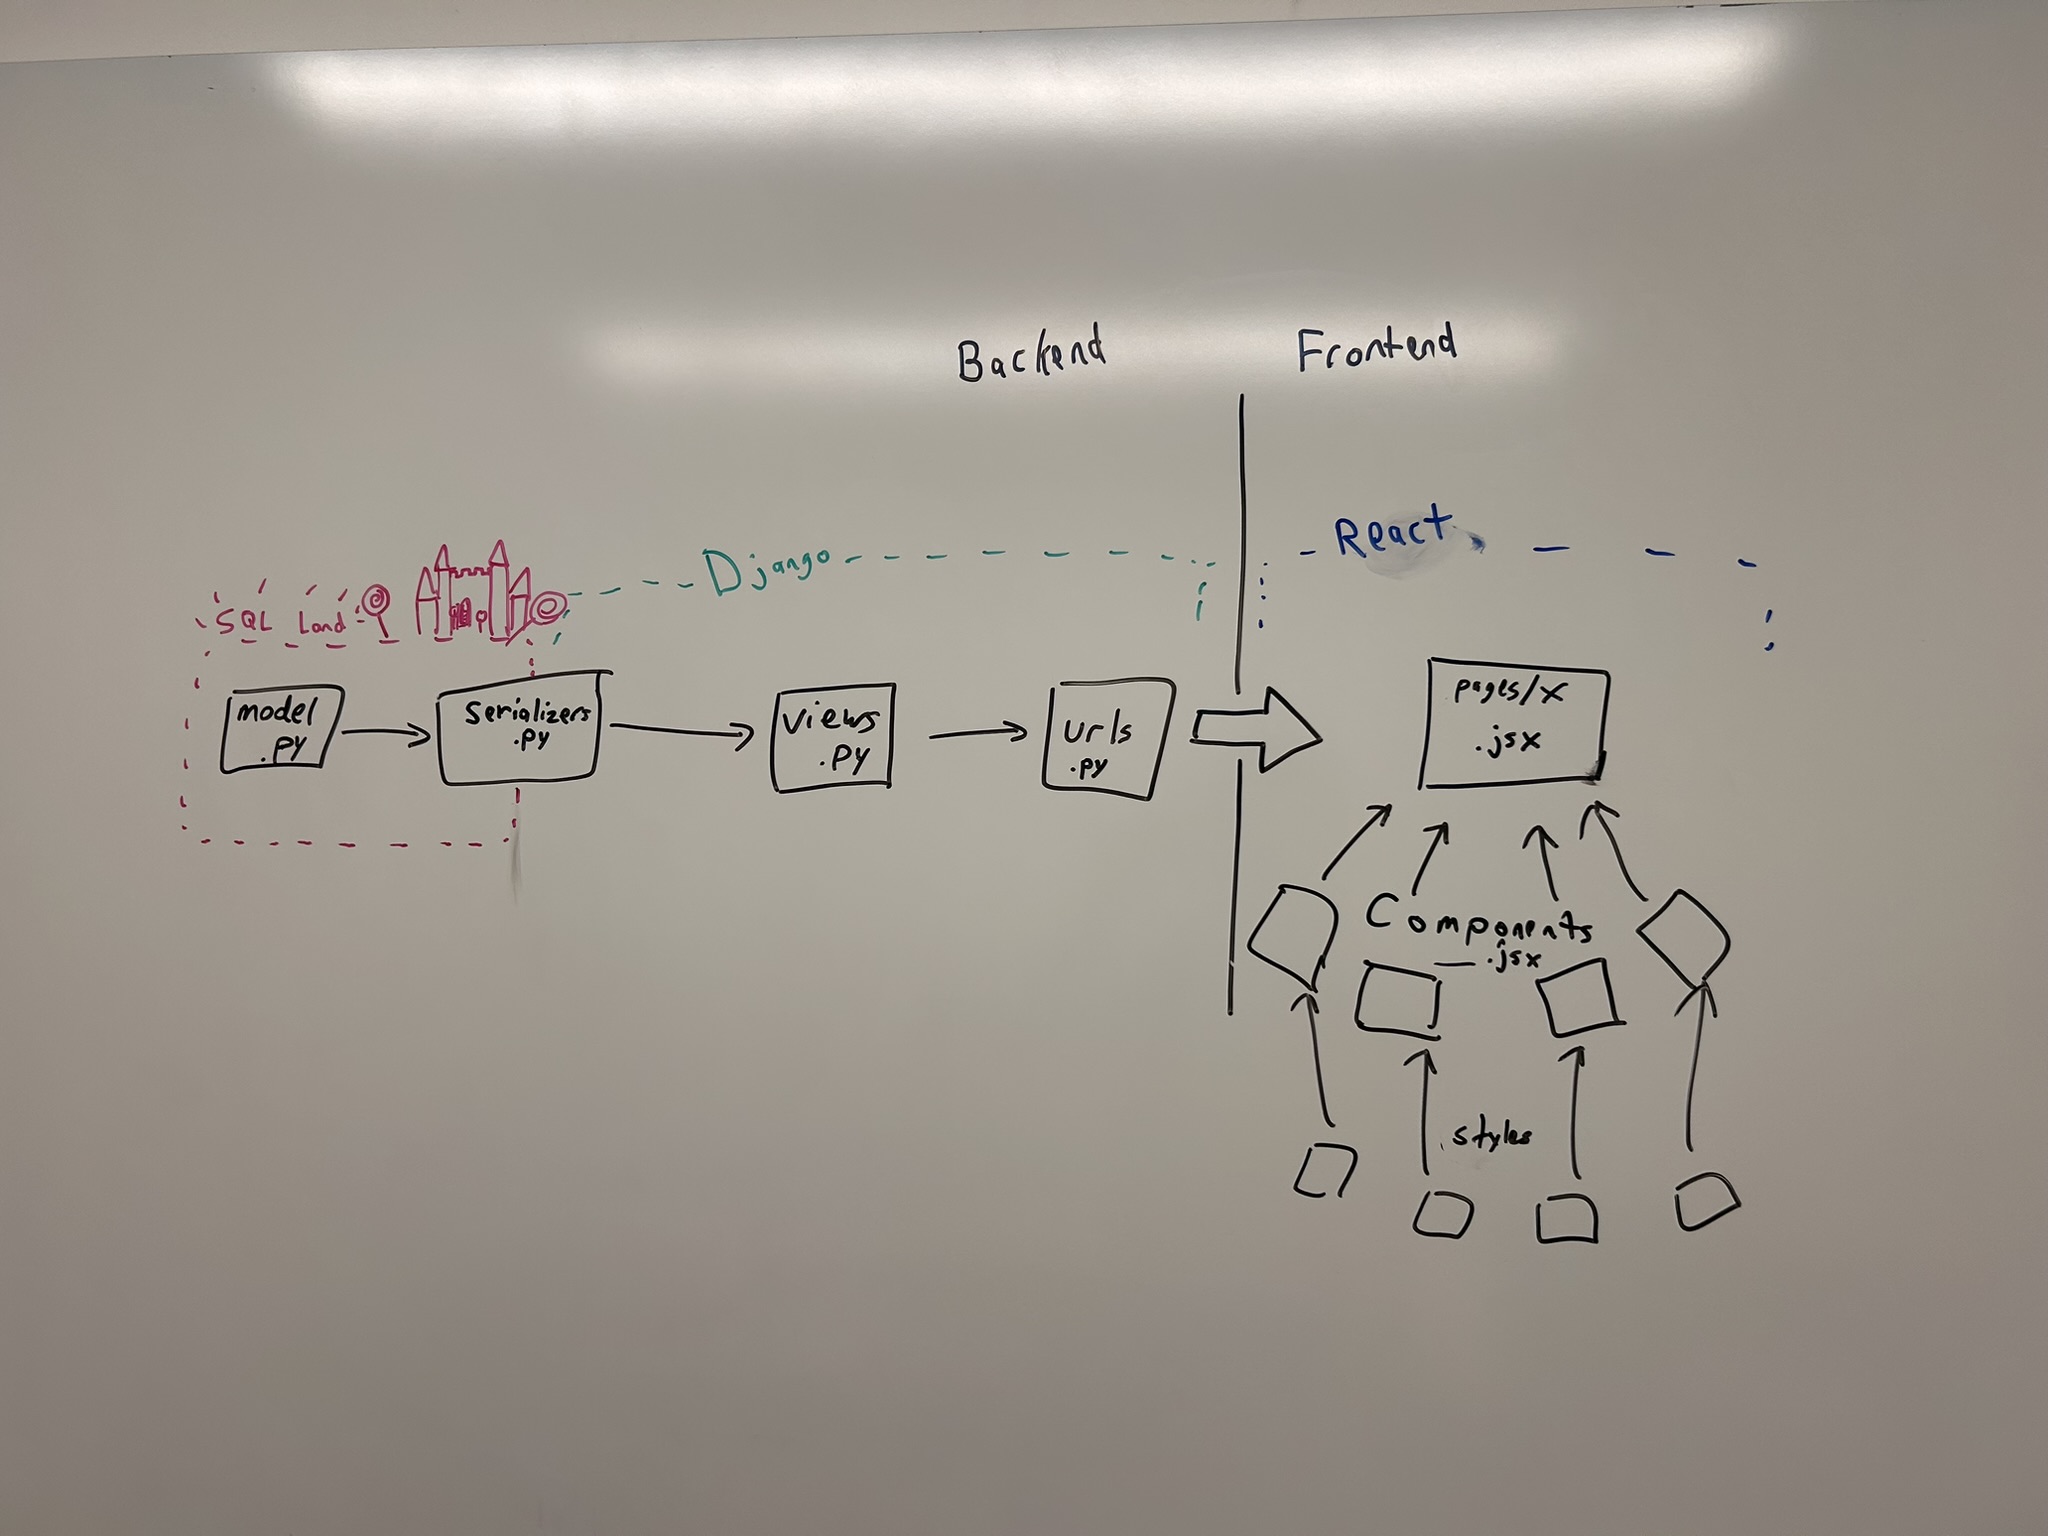 Backend
Frontend
SQL Land
Django
React
model
.py
Serializers
.py
views
.py
urls
.py
pages/x
.jsx
Components
_.jsx
styles